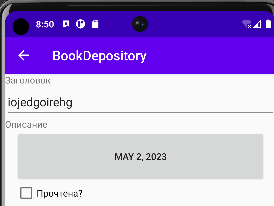 8:50
BookDepository
Заголовок
iojedgoirehg
Описание
MAY 2, 2023
Прочтена?